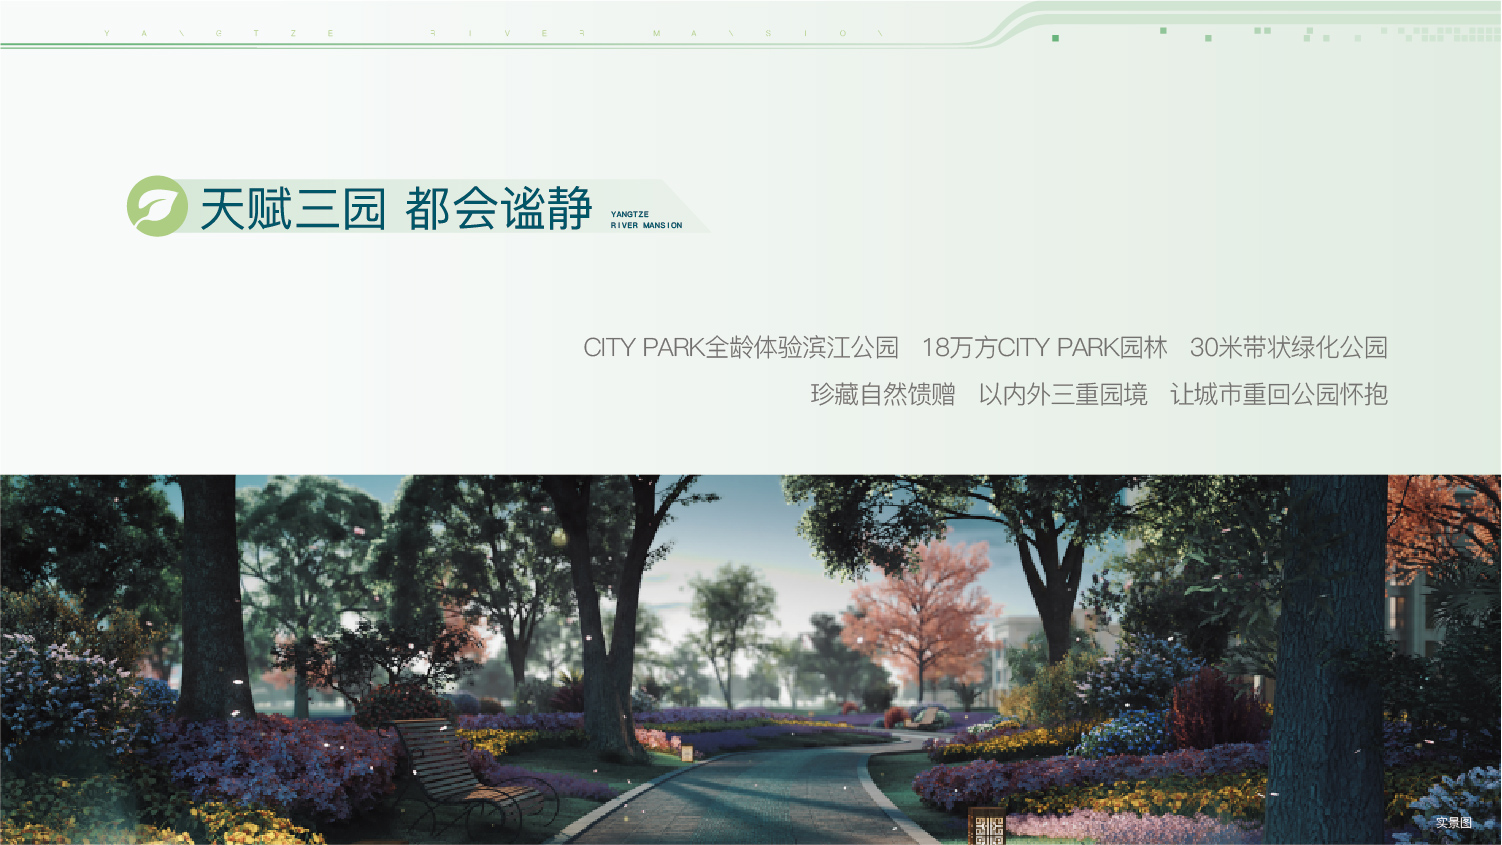 YANGTZE RIVER MANSION
天赋三园 都会谧静
YANGTZE
RIVER MANSION
CITY PARK全龄体验滨江公园 18万方CITY PARK园林 30米带状绿化公园
珍藏自然馈赠 以内外三重园境 让城市重回公园怀抱
实景图